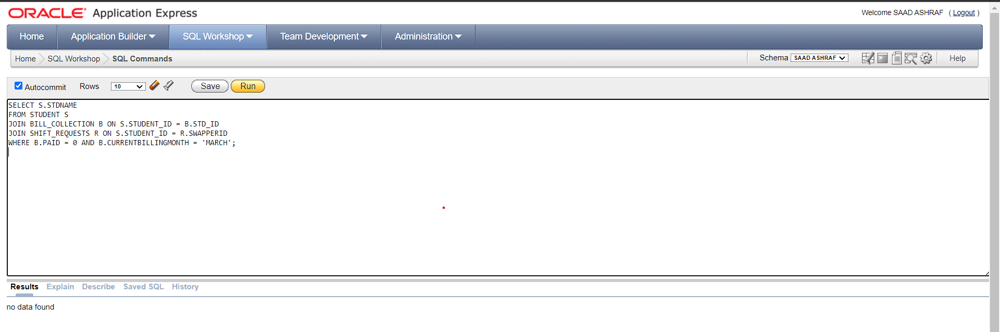 ORACLE Application Express
Welcome SAAD ASHRAF ( Logout )
Home Application Builder SQL Workshop Team Development Administration
Home SQL Workshop SQL Commands Schema SAAD ASHRAF Help
Autocommit Rows 10 Save Run
SELECT S.STDNAME
FROM STUDENT S
JOIN BILL_COLLECTION B ON S.STUDENT_ID = B.STD_ID
JOIN SHIFT_REQUESTS R ON S.STUDENT_ID = R.SWAPPERID
WHERE B.PAID = 0 AND B.CURRENTBILLINGMONTH = 'MARCH';
Results Explain Describe Saved SQL History
no data found